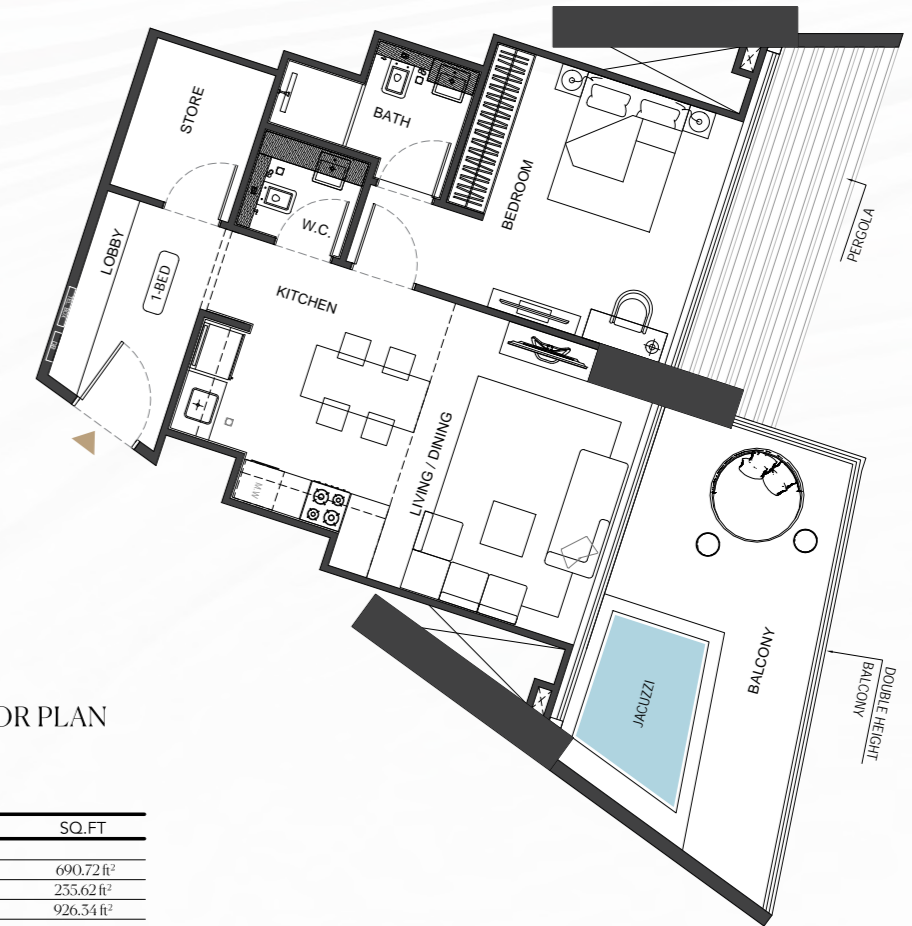 STORE
BATH
BEDROOM
PERGOLA
W.C.
LOBBY
1-BED
KITCHEN
LIVING / DINING
M.W
BALCONY
JACUZZI
DOUBLE HEIGHT
BALCONY
OR PLAN
SQ.FT
690.72 ft²
235.62 ft²
926.34 ft²